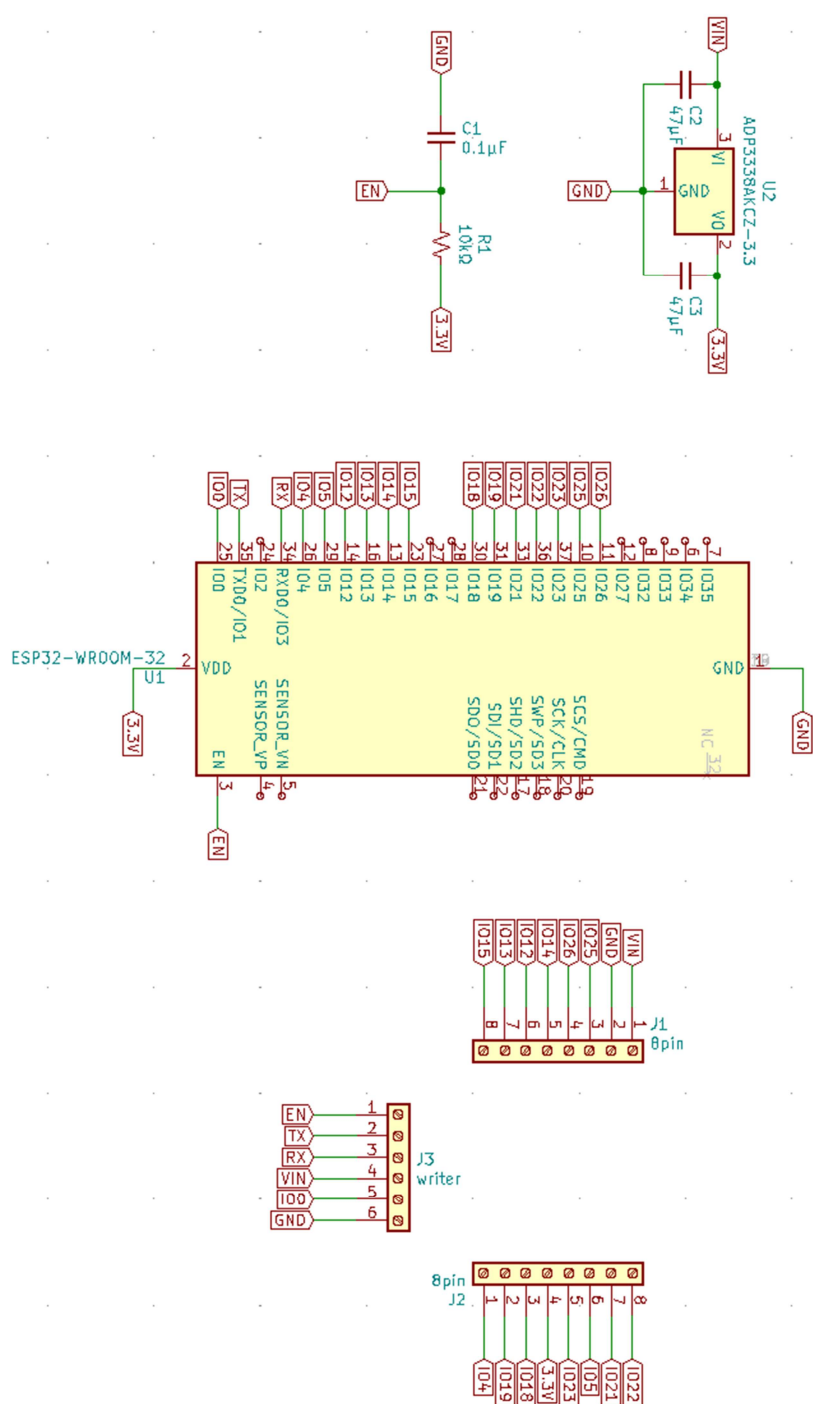 VIN
C2
47µF
3
VI
U2
ADP3338AKCZ-3.3
GND
1
GND
VO
2
C3
47µF
3.3V
GND
C1
0.1µF
EN
R1
10kΩ
3.3V
IO0
TX
RX
IO4
IO5
IO12
IO13
IO14
IO15
IO18
IO19
IO21
IO22
IO23
IO25
IO26
25
35
24
34
26
29
14
16
13
23
27
28
30
31
33
36
37
10
11
12
8
9
6
7
IO0
TXD0/IO1
IO2
RXD0/IO3
IO4
IO5
IO12
IO13
IO14
IO15
IO16
IO17
IO18
IO19
IO21
IO22
IO23
IO25
IO26
IO27
IO32
IO33
IO34
IO35
ESP32-WROOM-32
U1
2
VDD
GND
1
3.3V
GND
EN
SENSOR_VP
SENSOR_VN
SDO/SD0
SDI/SD1
SHD/SD2
SWP/SD3
SCK/CLK
SCS/CMD
NC
32
3
4
5
21
22
17
18
20
19
EN
IO15
IO13
IO12
IO14
IO26
IO25
GND
VIN
8
7
6
5
4
3
2
1
J1
8pin
EN 1
TX 2
RX 3
VIN 4
IO0 5
GND 6
J3
writer
8pin
J2
1
2
3
4
5
6
7
8
IO4
IO19
IO18
3.3V
IO23
IO5
IO21
IO22